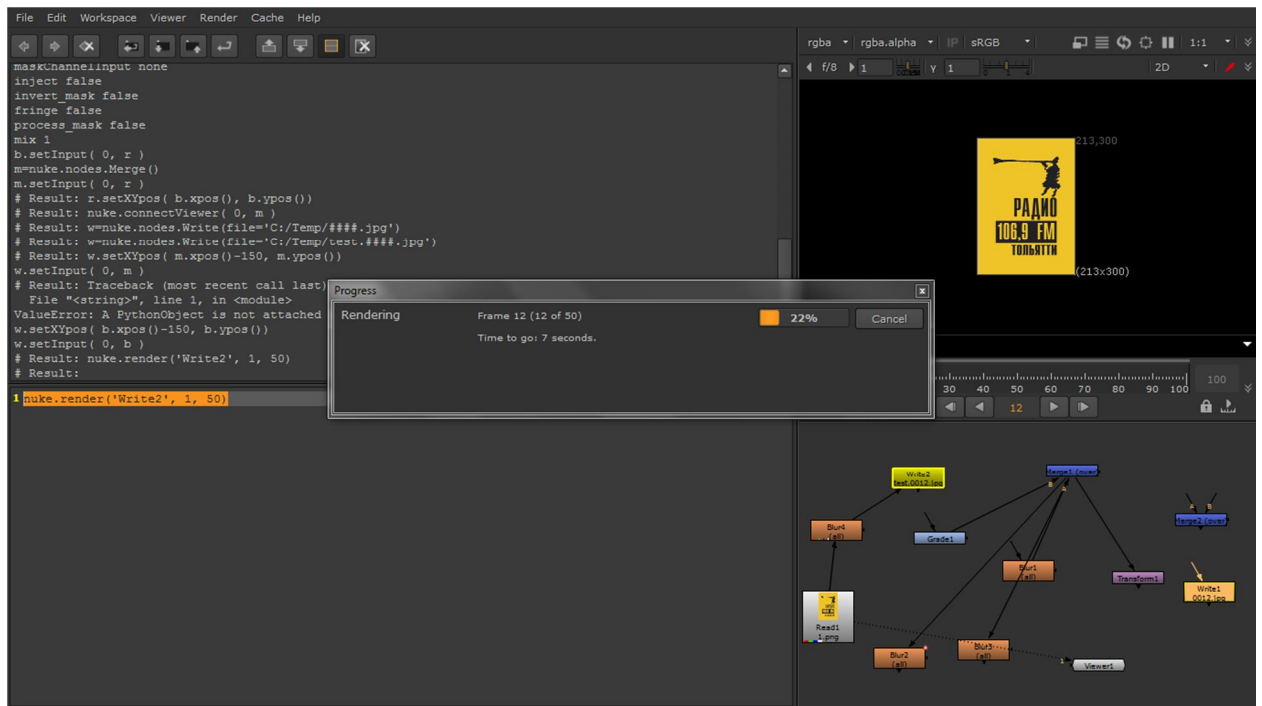 File Edit Workspace Viewer Render Cache Help
maskChannelInput none
inject false
invert_mask false
fringe false
process_mask false
mix 1
b.setInput( 0, r )
m=nuke.nodes.Merge()
m.setInput( 0, r )
# Result: r.setXYpos( b.xpos(), b.ypos())
# Result: nuke.connectViewer( 0, m )
# Result: w=nuke.nodes.Write(file='C:/Temp/####.jpg')
# Result: w=nuke.nodes.Write(file='C:/Temp/test.####.jpg')
# Result: w.setXYpos( m.xpos()-150, m.ypos())
w.setInput( 0, m )
# Result: Traceback (most recent call last)
File "<string>", line 1, in <module>
ValueError: A PythonObject is not attached
w.setXYpos( b.xpos()-150, b.ypos())
w.setInput( 0, b )
# Result: nuke.render('Write2', 1, 50)
# Result:
1 nuke.render('Write2', 1, 50)
Progress
Rendering Frame 12 (12 of 50) 22% Cancel
Time to go: 7 seconds.
rgba rgba.alpha IP sRGB 1:1
f/8 1 Y 1 2D
213,300
РАДИО
106,9 FM
ТОЛЬЯТТИ
(213x300)
30 40 50 60 70 80 90 100 100
12
Write2
test.0012.jpg
Merge1 (over)
B
A
A B
Merge2 (over)
Blur4
(all)
Grade1
Blur1
(all)
Transform1
Write1
0012.jpg
Read1
1.png
Blur2
(all)
Blur3
(all)
1
Viewer1